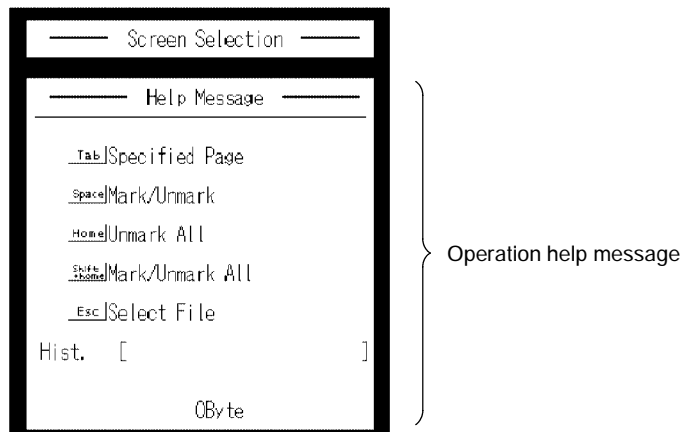 Screen Selection
Help Message
Tab Specified Page
Space Mark/Unmark
Home Unmark All
Shift +home Mark/Unmark All
Esc Select File
Hist. [ ]
0Byte
Operation help message